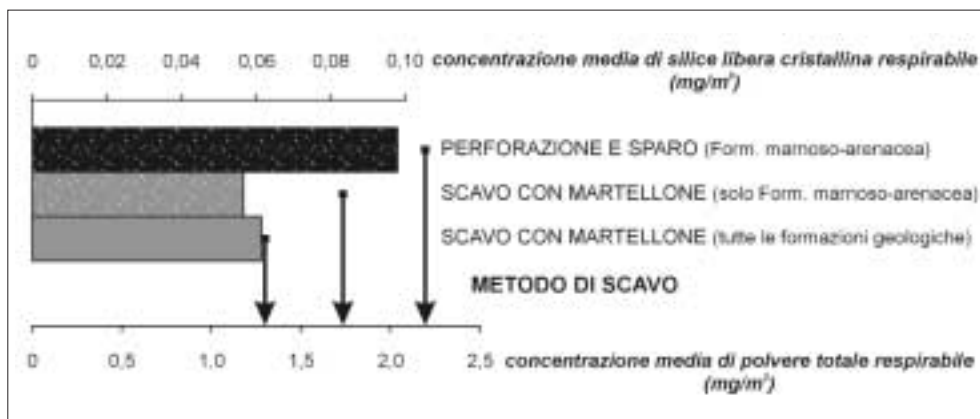 0 0,02 0,04 0,06 0,08 0,10 concentrazione media di silice libera cristallina respirabile
(mg/m³)
PERFORAZIONE E SPARO (Form. marnoso-arenacea)
SCAVO CON MARTELLONE (solo Form. marnoso-arenacea)
SCAVO CON MARTELLONE (tutte le formazioni geologiche)
METODO DI SCAVO
0 0,5 1,0 1,5 2,0 2,5 concentrazione media di polvere totale respirabile
(mg/m³)